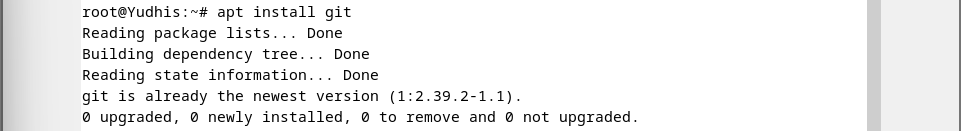 root@Yudhis:~# apt install git
Reading package lists... Done
Building dependency tree... Done
Reading state information... Done
git is already the newest version (1:2.39.2-1.1).
0 upgraded, 0 newly installed, 0 to remove and 0 not upgraded.